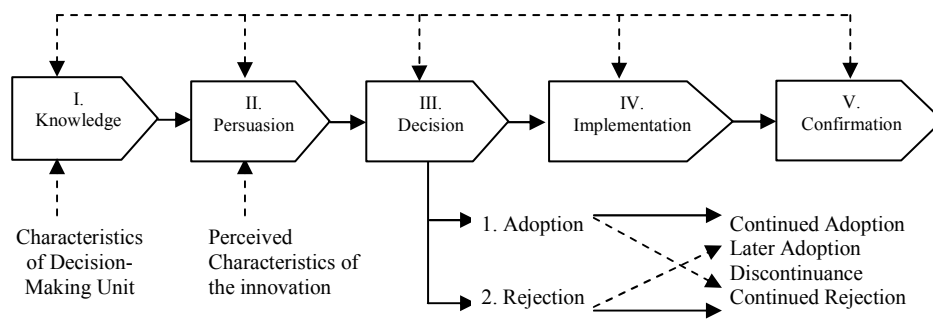 I.
Knowledge
II.
Persuasion
III.
Decision
IV.
Implementation
V.
Confirmation
Characteristics
of Decision-
Making Unit
Perceived
Characteristics of
the innovation
1. Adoption
2. Rejection
Continued Adoption
Later Adoption
Discontinuance
Continued Rejection